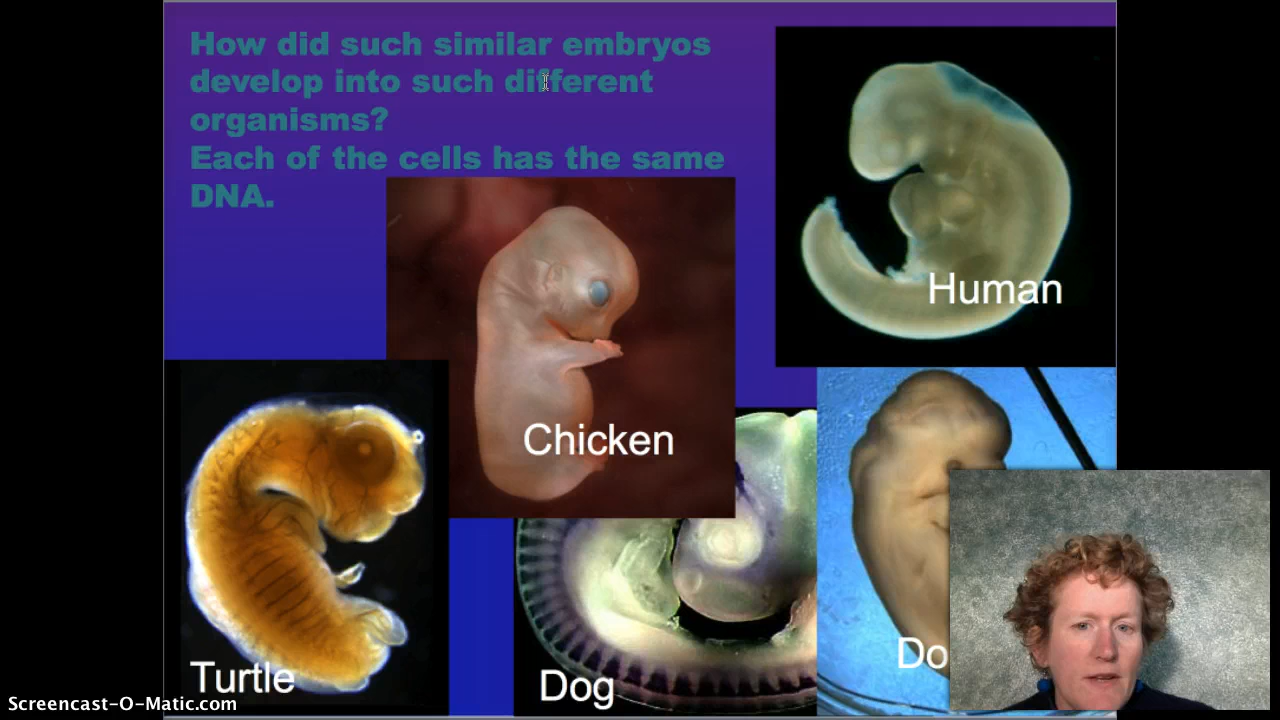 How did such similar embryos
develop into such different
organisms?
Each of the cells has the same
DNA.
Human
Chicken
Turtle
Dog
Do
Screencast-O-Matic.com